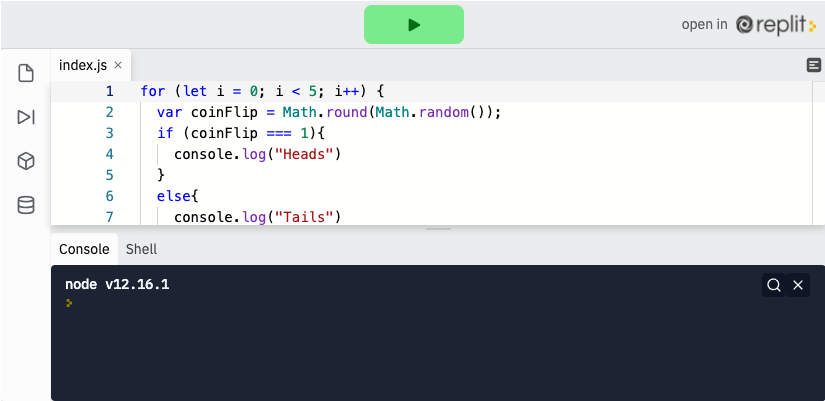 open in replit
index.js ×
1 for (let i = 0; i < 5; i++) {
2 var coinFlip = Math.round(Math.random());
3 if (coinFlip === 1){
4 console.log("Heads")
5 }
6 else{
7 console.log("Tails")
Console Shell
node v12.16.1